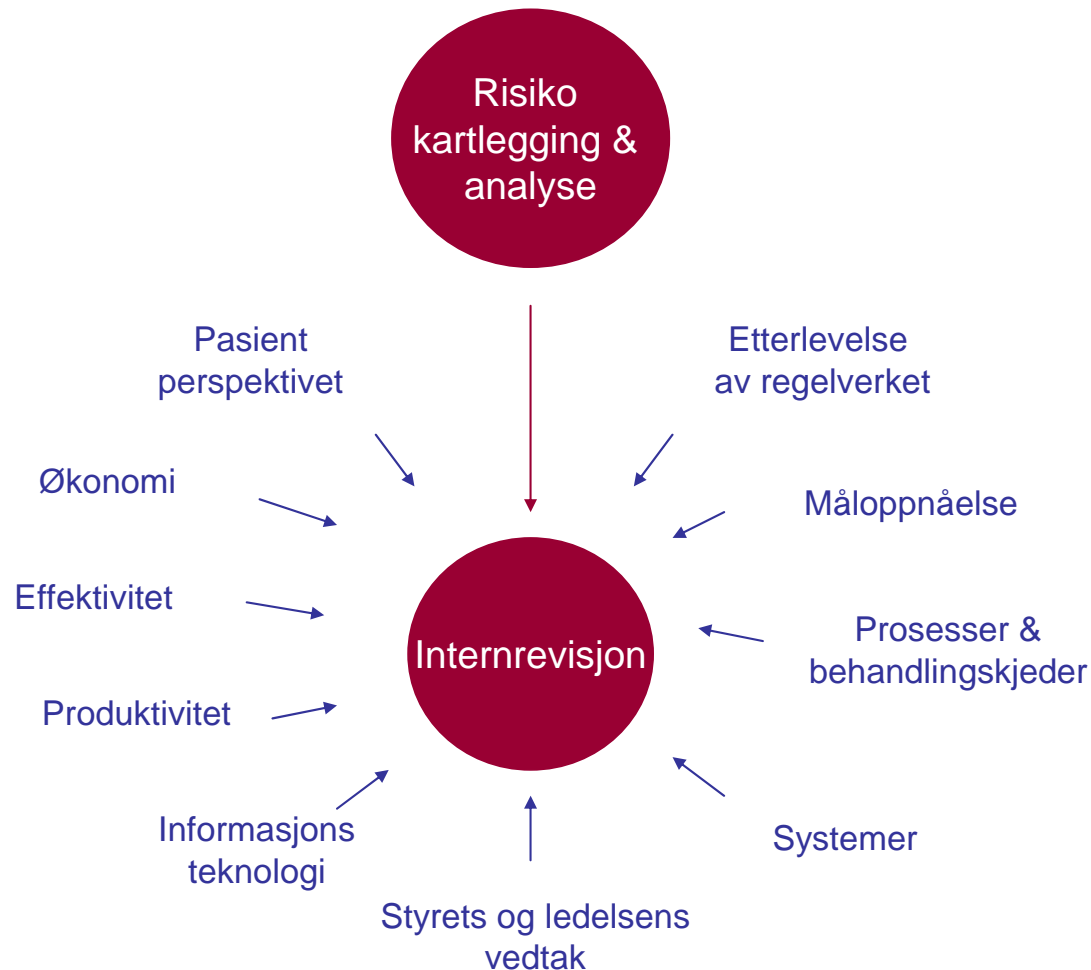 Risiko
kartlegging &
analyse
Pasient
perspektivet
Etterlevelse
av regelverket
Økonomi
Måloppnåelse
Effektivitet
Prosesser &
behandlingskjeder
Internrevisjon
Produktivitet
Informasjons
teknologi
Systemer
Styrets og ledelsens
vedtak